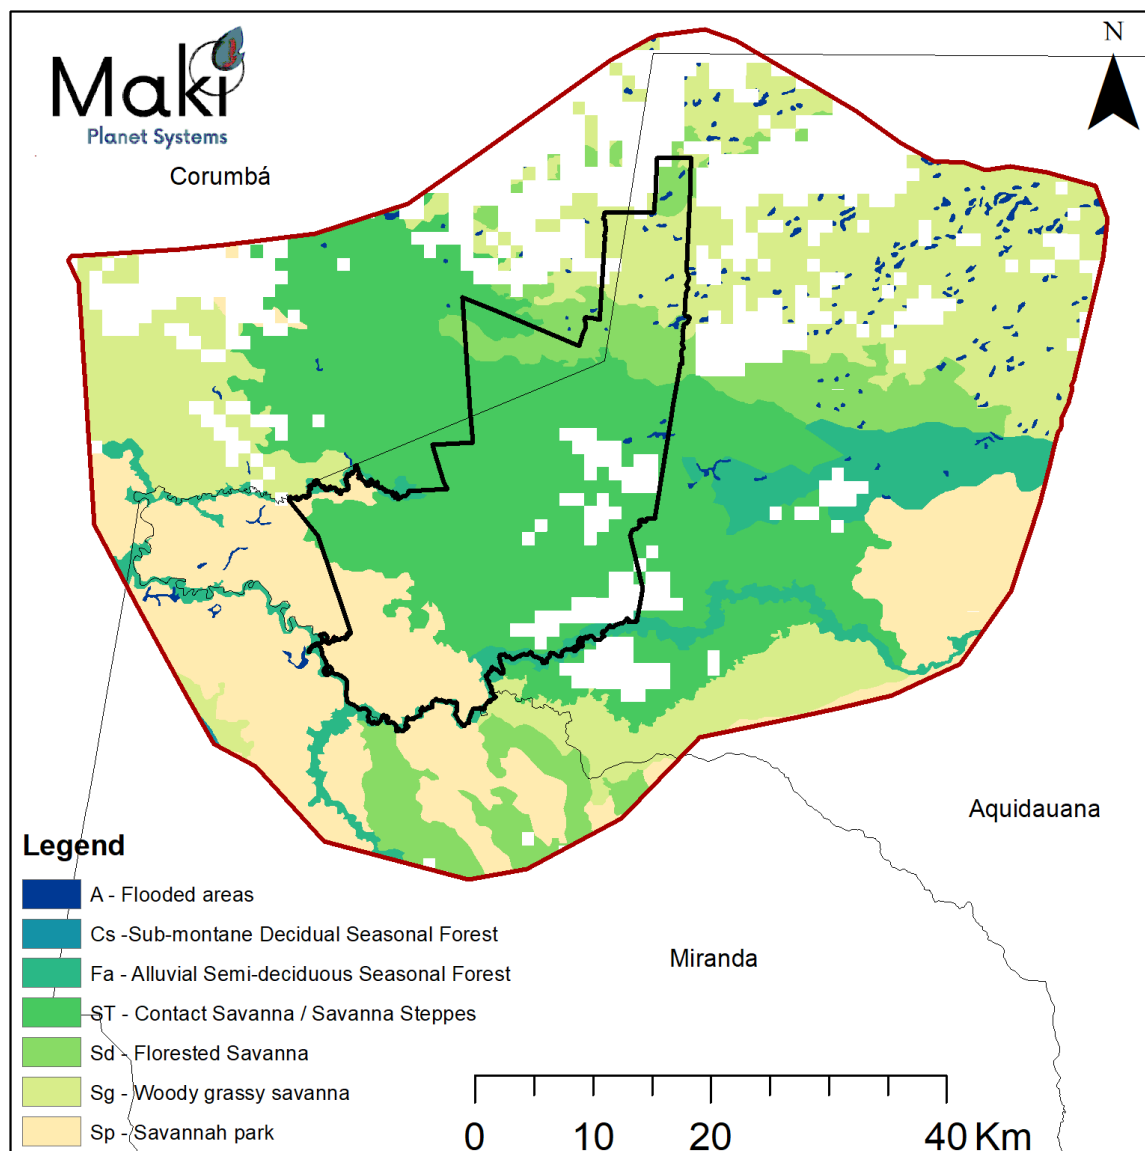 Maki
Planet Systems
N
Corumbá
Aquidauana
Miranda
Legend
A - Flooded areas
Cs -Sub-montane Decidual Seasonal Forest
Fa - Alluvial Semi-deciduous Seasonal Forest
ST - Contact Savanna / Savanna Steppes
Sd - Florested Savanna
Sg - Woody grassy savanna
Sp - Savannah park
0 10 20 40 Km